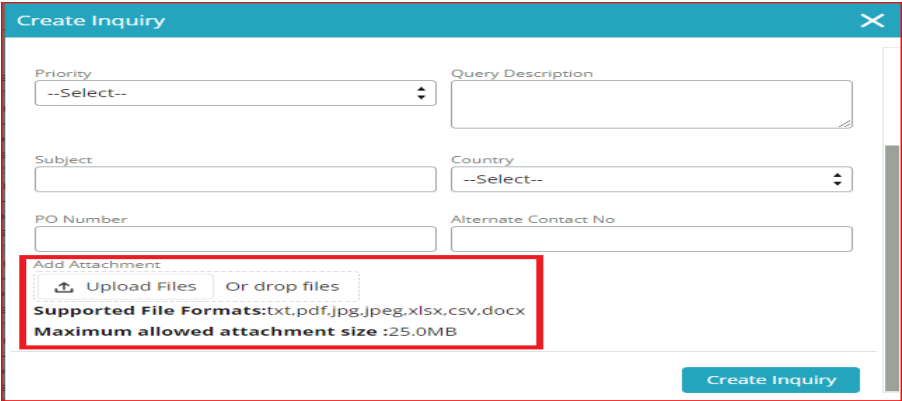 Create Inquiry
Priority
--Select--
Query Description
Subject
Country
--Select--
PO Number
Alternate Contact No
Add Attachment
Upload Files Or drop files
Supported File Formats:txt,pdf,jpg,jpeg,xlsx,csv,docx
Maximum allowed attachment size :25.0MB
Create Inquiry